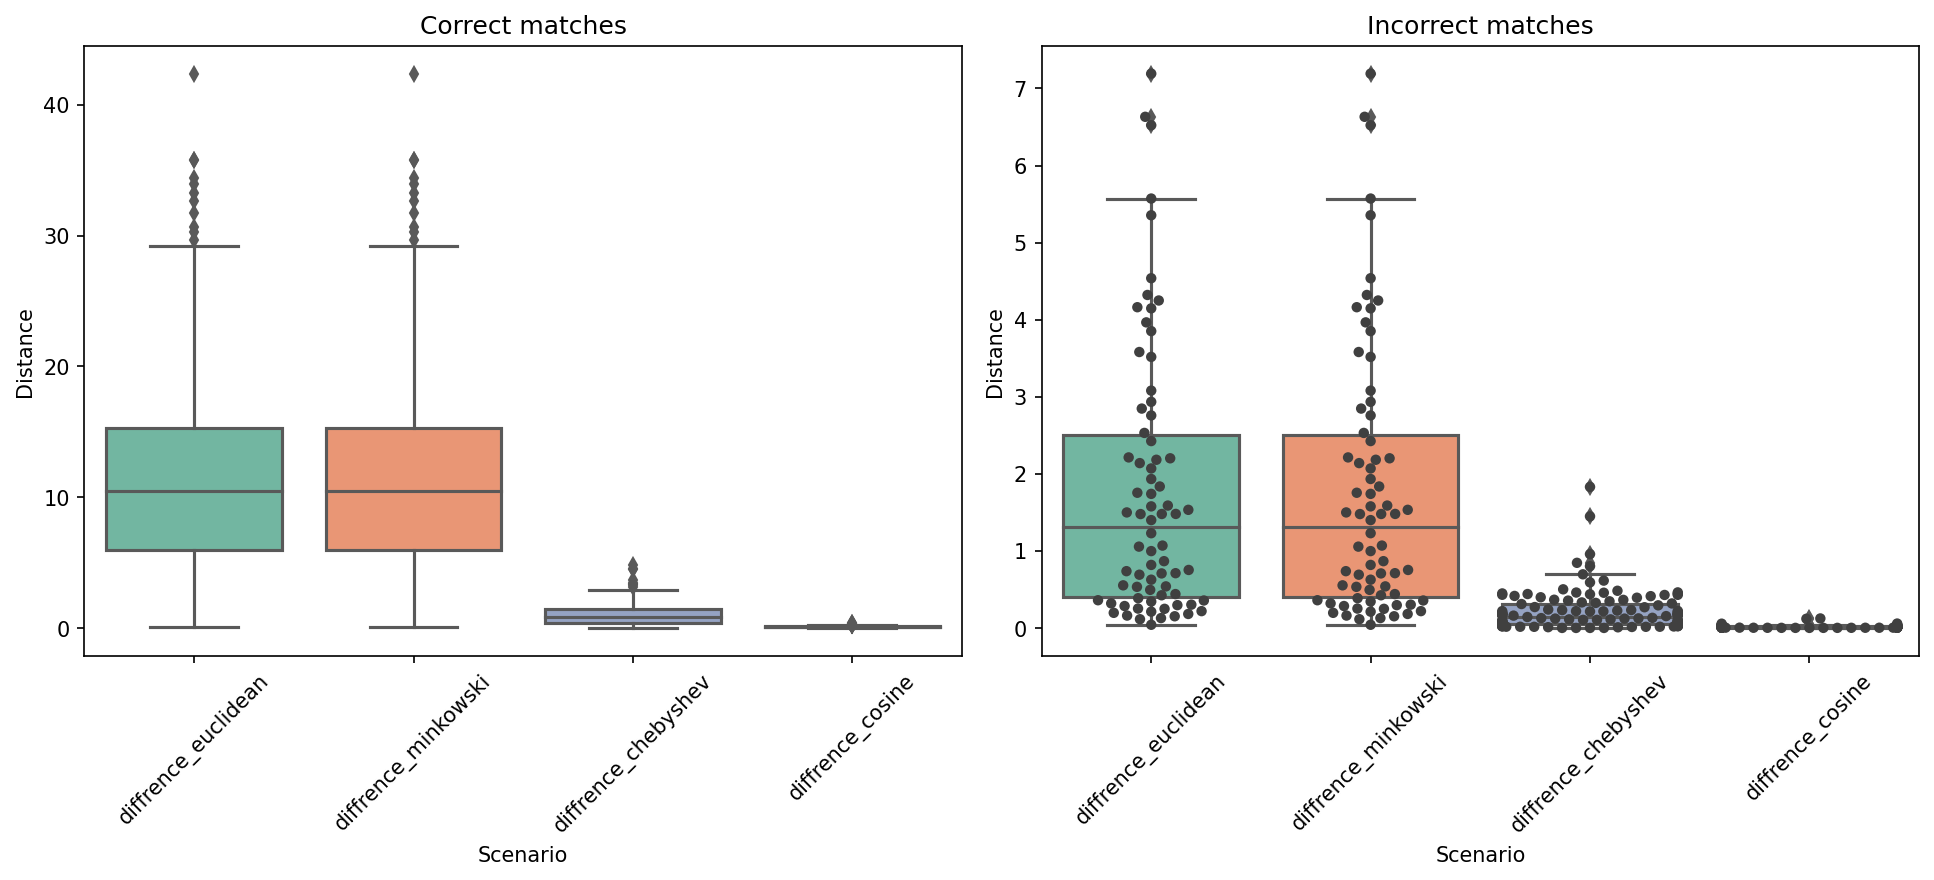 Correct matches
Distance
40
30
20
10
0
diffrence_euclidean
diffrence_minkowski
diffrence_chebyshev
diffrence_cosine
Scenario
Incorrect matches
Distance
7
6
5
4
3
2
1
0
diffrence_euclidean
diffrence_minkowski
diffrence_chebyshev
diffrence_cosine
Scenario